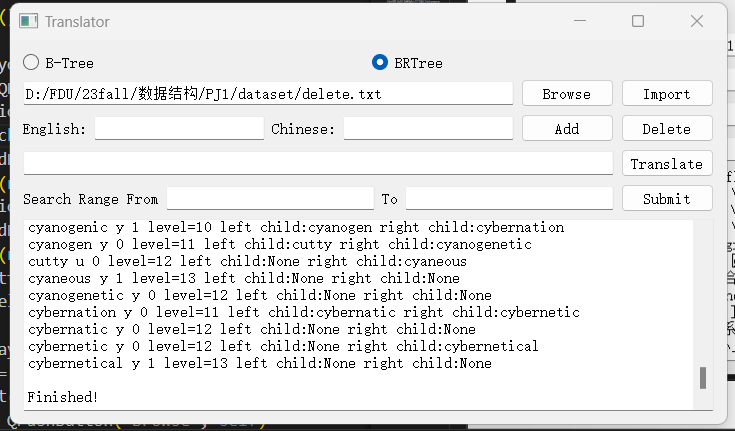 Translator
B-Tree
BRTree
D:/FDU/23fall/数据结构/PJ1/dataset/delete.txt
Browse
Import
English:
Chinese:
Add
Delete
Translate
Search Range From
To
Submit
cyanogenic y 1 level=10 left child:cyanogen right child:cybernation
cyanogen y 0 level=11 left child:cutty right child:cyanogenetic
cutty u 0 level=12 left child:None right child:cyaneous
cyaneous y 1 level=13 left child:None right child:None
cyanogenetic y 0 level=12 left child:None right child:None
cybernation y 0 level=11 left child:cybernatic right child:cybernetic
cybernatic y 0 level=12 left child:None right child:None
cybernetic y 0 level=12 left child:None right child:cybernetical
cybernetical y 1 level=13 left child:None right child:None
Finished!